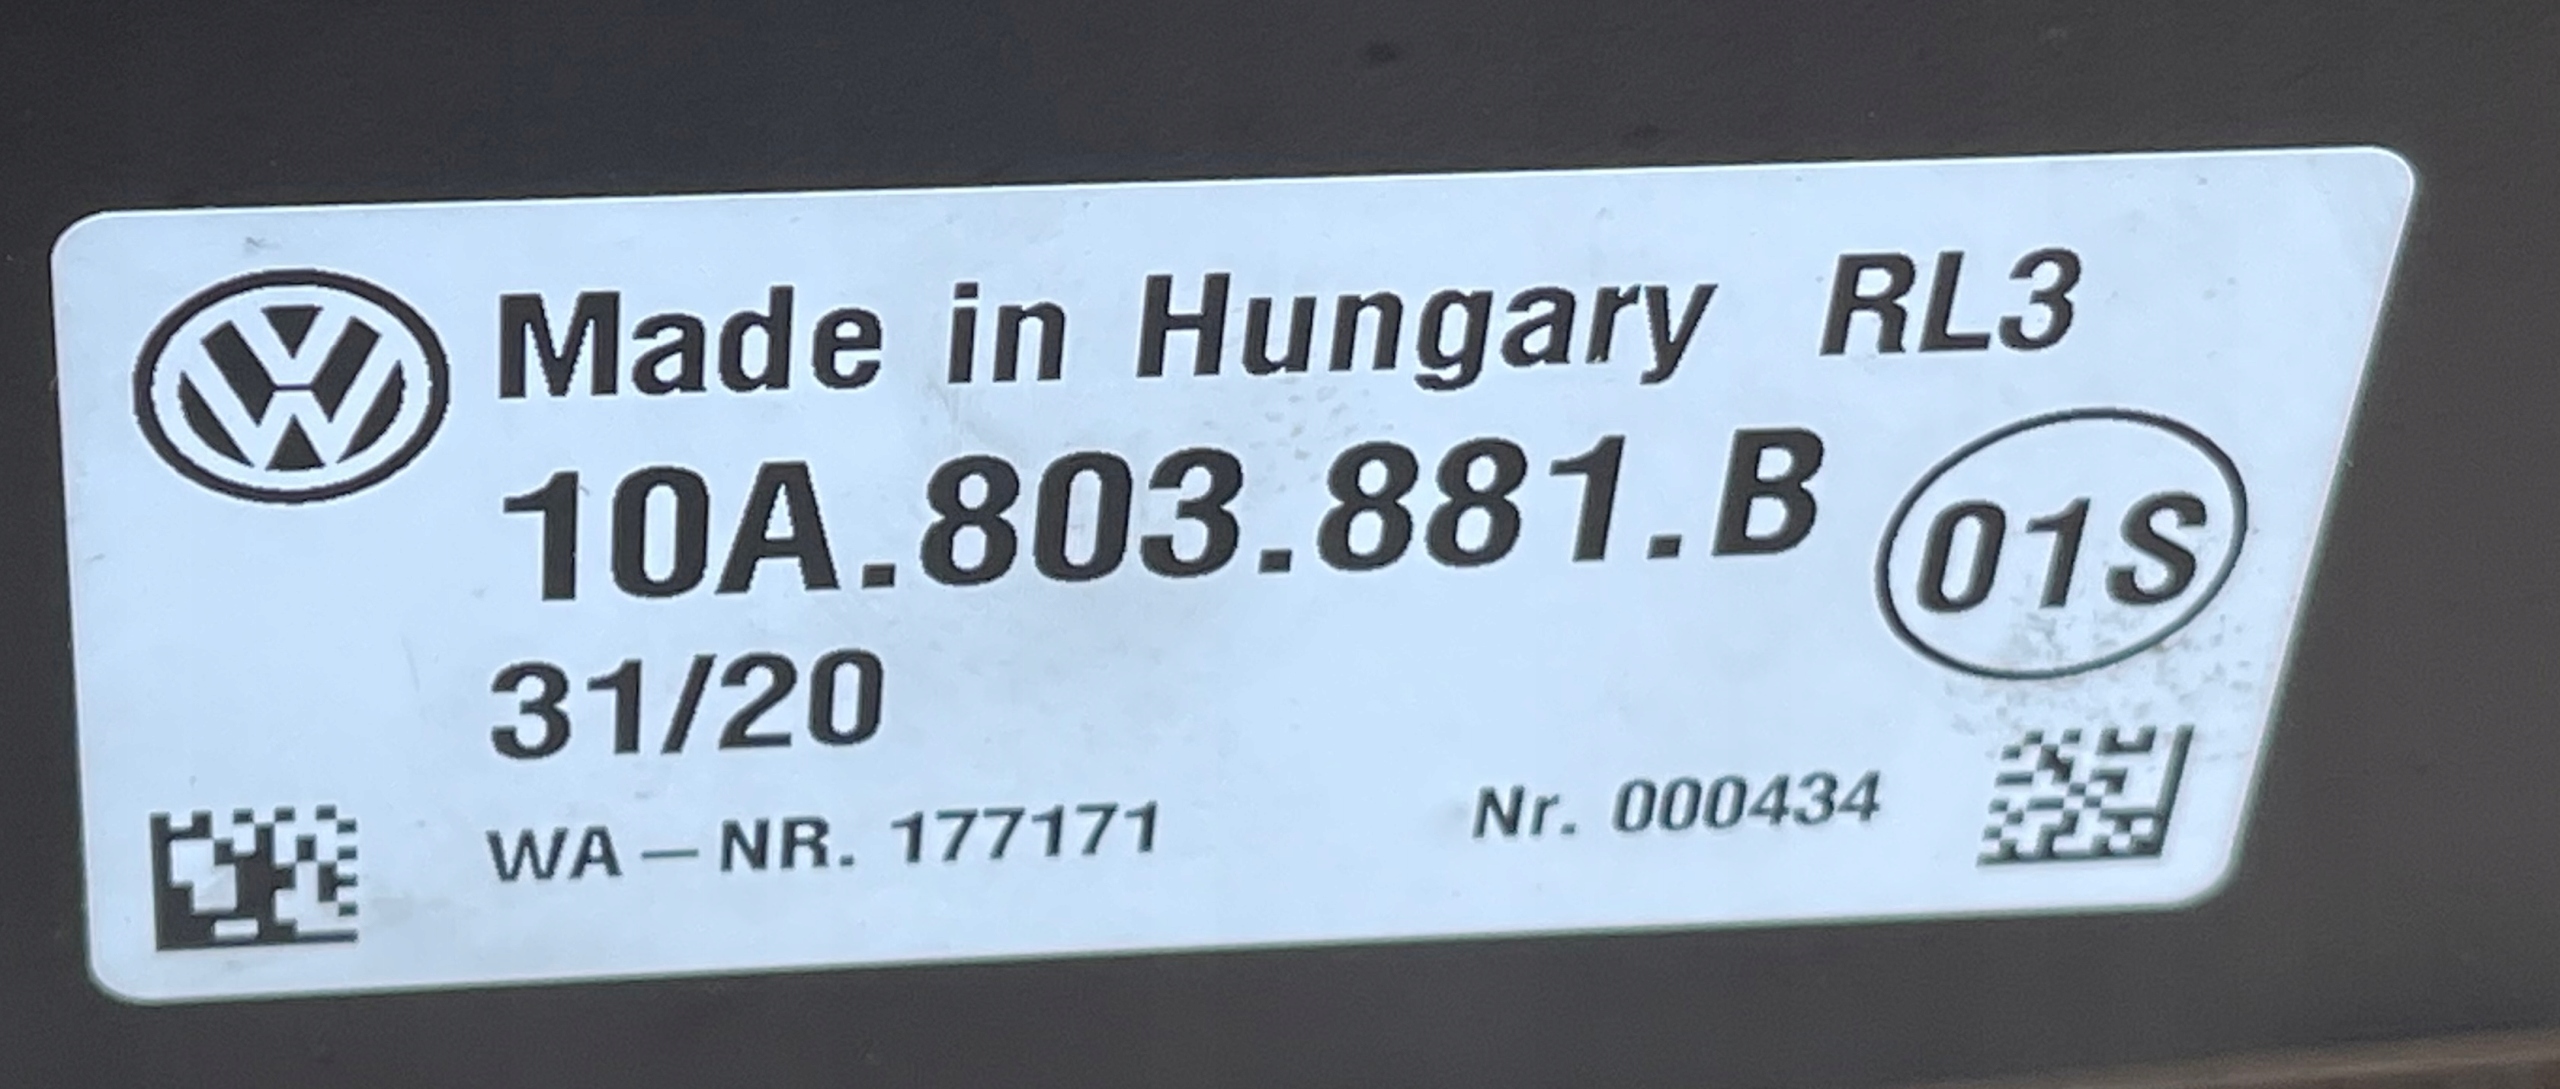 Made in Hungary RL3
10A.803.881.B
01S
31/20
WA-NR. 177171
Nr. 000434